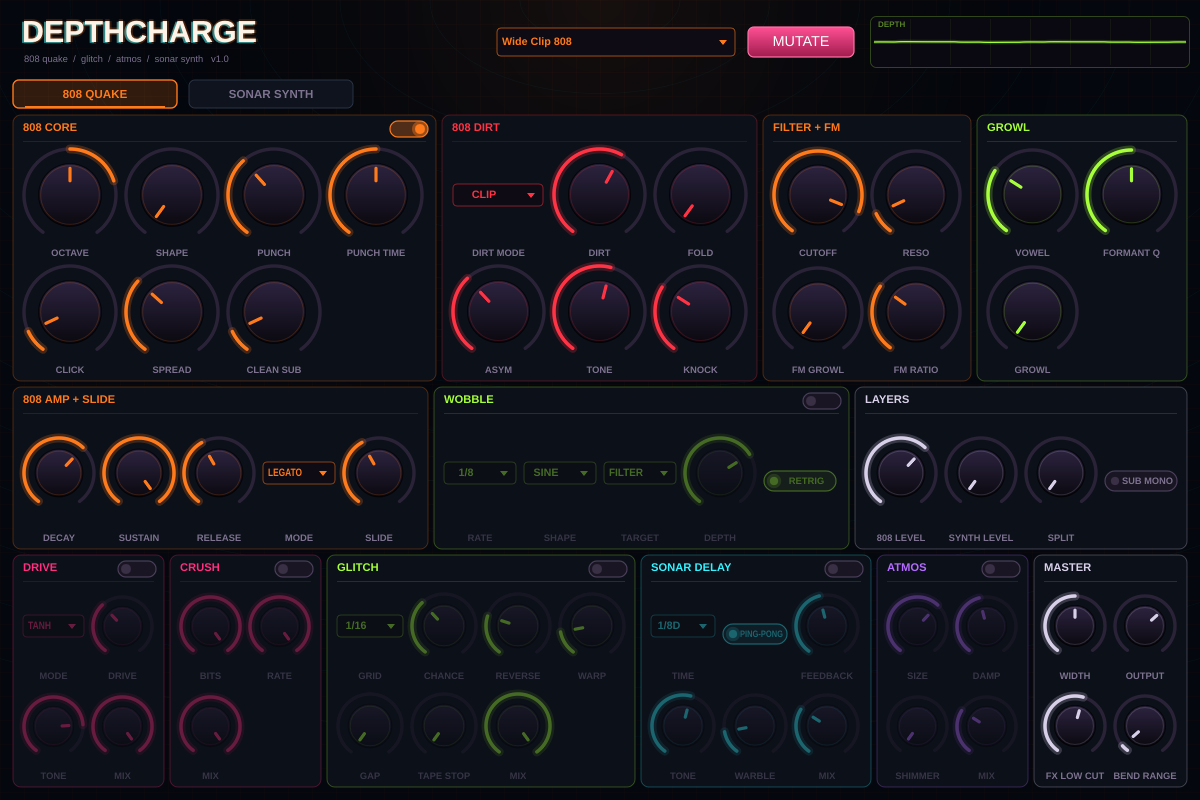 DEPTHCHARGE
808 quake / glitch / atmos / sonar synth v1.0
Wide Clip 808
MUTATE
DEPTH
808 QUAKE
SONAR SYNTH
808 CORE
OCTAVE
SHAPE
PUNCH
PUNCH TIME
CLICK
SPREAD
CLEAN SUB
808 DIRT
CLIP
DIRT MODE
DIRT
FOLD
ASYM
TONE
KNOCK
FILTER + FM
CUTOFF
RESO
FM GROWL
FM RATIO
GROWL
VOWEL
FORMANT Q
GROWL
808 AMP + SLIDE
LEGATO
DECAY
SUSTAIN
RELEASE
MODE
SLIDE
WOBBLE
1/8
SINE
FILTER
RETRIG
RATE
SHAPE
TARGET
DEPTH
LAYERS
SUB MONO
808 LEVEL
SYNTH LEVEL
SPLIT
DRIVE
TANH
MODE
DRIVE
TONE
MIX
CRUSH
BITS
RATE
MIX
GLITCH
1/16
GRID
CHANCE
REVERSE
WARP
GAP
TAPE STOP
MIX
SONAR DELAY
1/8D
PING-PONG
TIME
FEEDBACK
TONE
WARBLE
MIX
ATMOS
SIZE
DAMP
SHIMMER
MIX
MASTER
WIDTH
OUTPUT
FX LOW CUT
BEND RANGE